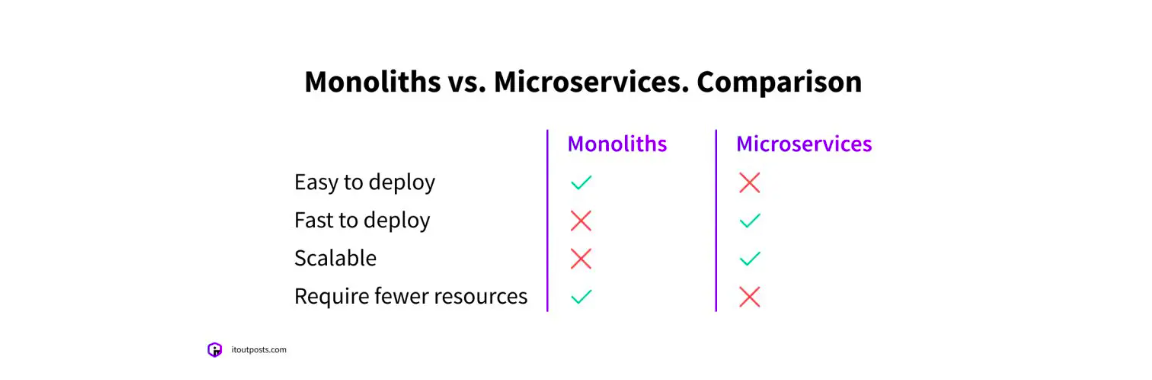 Monoliths vs. Microservices. Comparison
Monoliths Microservices
Easy to deploy
Fast to deploy
Scalable
Require fewer resources
itoutposts.com